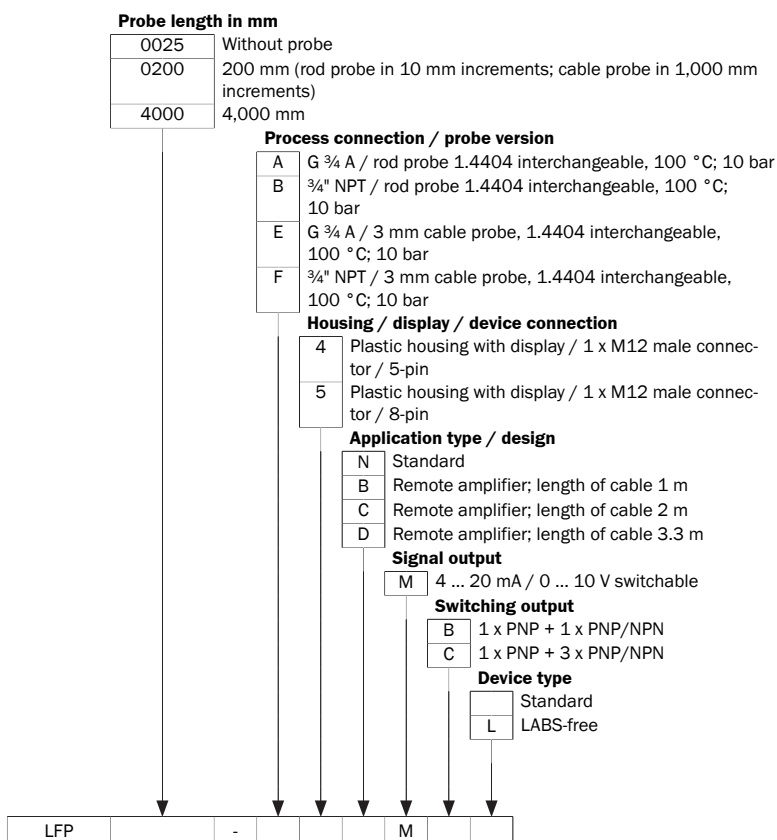 Probe length in mm
0025 Without probe
0200 200 mm (rod probe in 10 mm increments; cable probe in 1,000 mm
increments)
4000 4,000 mm
Process connection / probe version
A G ¾ A / rod probe 1.4404 interchangeable, 100 °C; 10 bar
B ¾" NPT / rod probe 1.4404 interchangeable, 100 °C;
10 bar
E G ¾ A / 3 mm cable probe, 1.4404 interchangeable,
100 °C; 10 bar
F ¾" NPT / 3 mm cable probe, 1.4404 interchangeable,
100 °C; 10 bar
Housing / display / device connection
4 Plastic housing with display / 1 x M12 male connec-
tor / 5-pin
5 Plastic housing with display / 1 x M12 male connec-
tor / 8-pin
Application type / design
N Standard
B Remote amplifier; length of cable 1 m
C Remote amplifier; length of cable 2 m
D Remote amplifier; length of cable 3.3 m
Signal output
M 4 ... 20 mA / 0 ... 10 V switchable
Switching output
B 1 x PNP + 1 x PNP/NPN
C 1 x PNP + 3 x PNP/NPN
Device type
Standard
L LABS-free
LFP - M